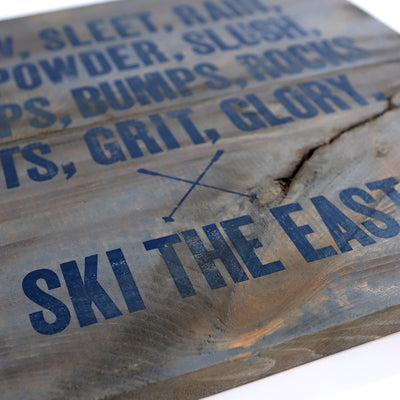 SLEET, RAIN,
POWDER, SLUSH,
BUMPS, ROCKS
GRIT, GLORY.
SKI THE EAST